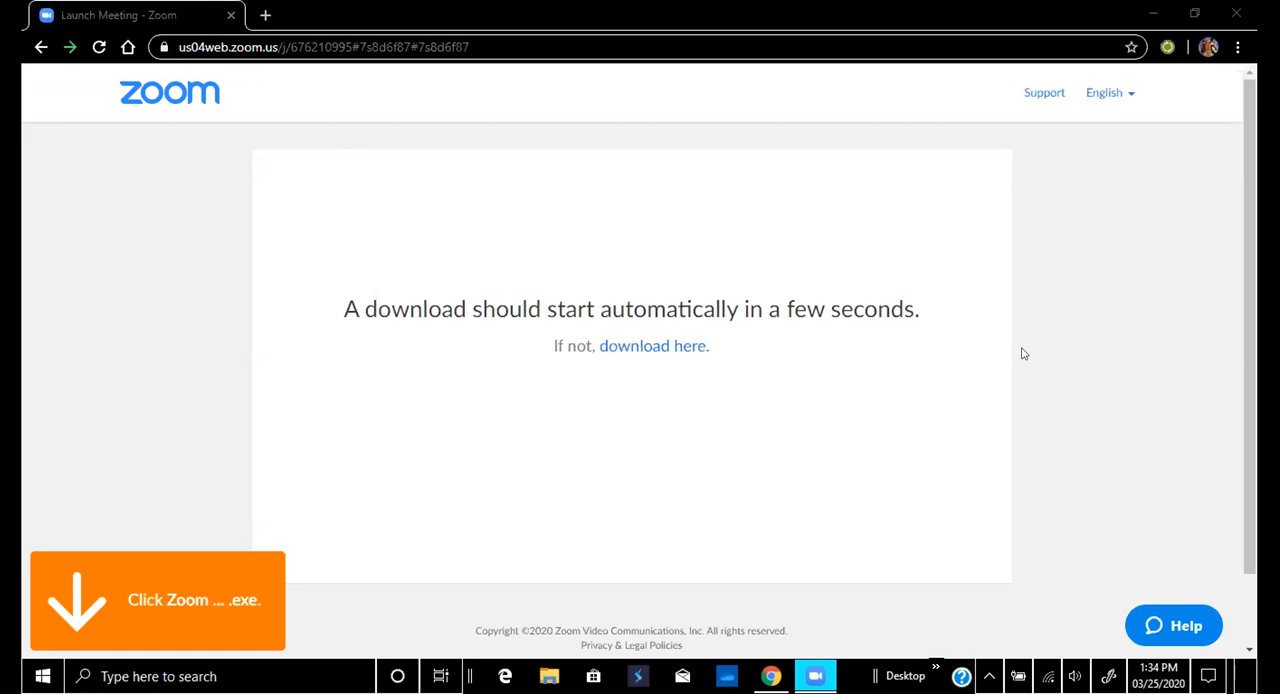 Launch Meeting - Zoom
us04web.zoom.us/j/676210995#7s8d6f87#7s8d6f87
zoom
Support English
A download should start automatically in a few seconds.
If not, download here.
Click Zoom ... .exe.
Help
Copyright ©2020 Zoom Video Communications, Inc. All rights reserved.
Privacy & Legal Policies
Type here to search
Desktop
1:34 PM
03/25/2020